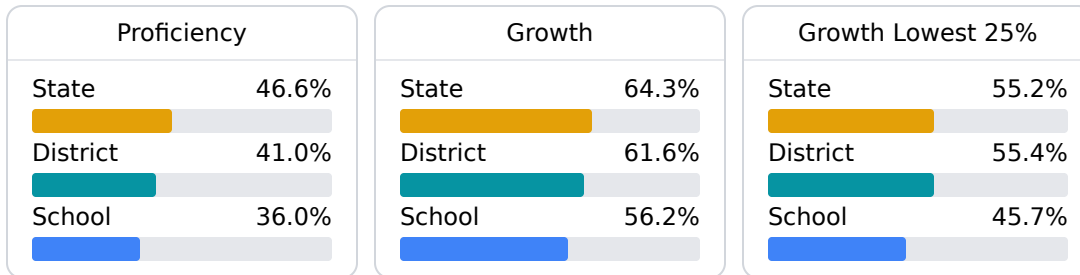 Proficiency
State 46.6%
District 41.0%
School 36.0%
Growth
State 64.3%
District 61.6%
School 56.2%
Growth Lowest 25%
State 55.2%
District 55.4%
School 45.7%